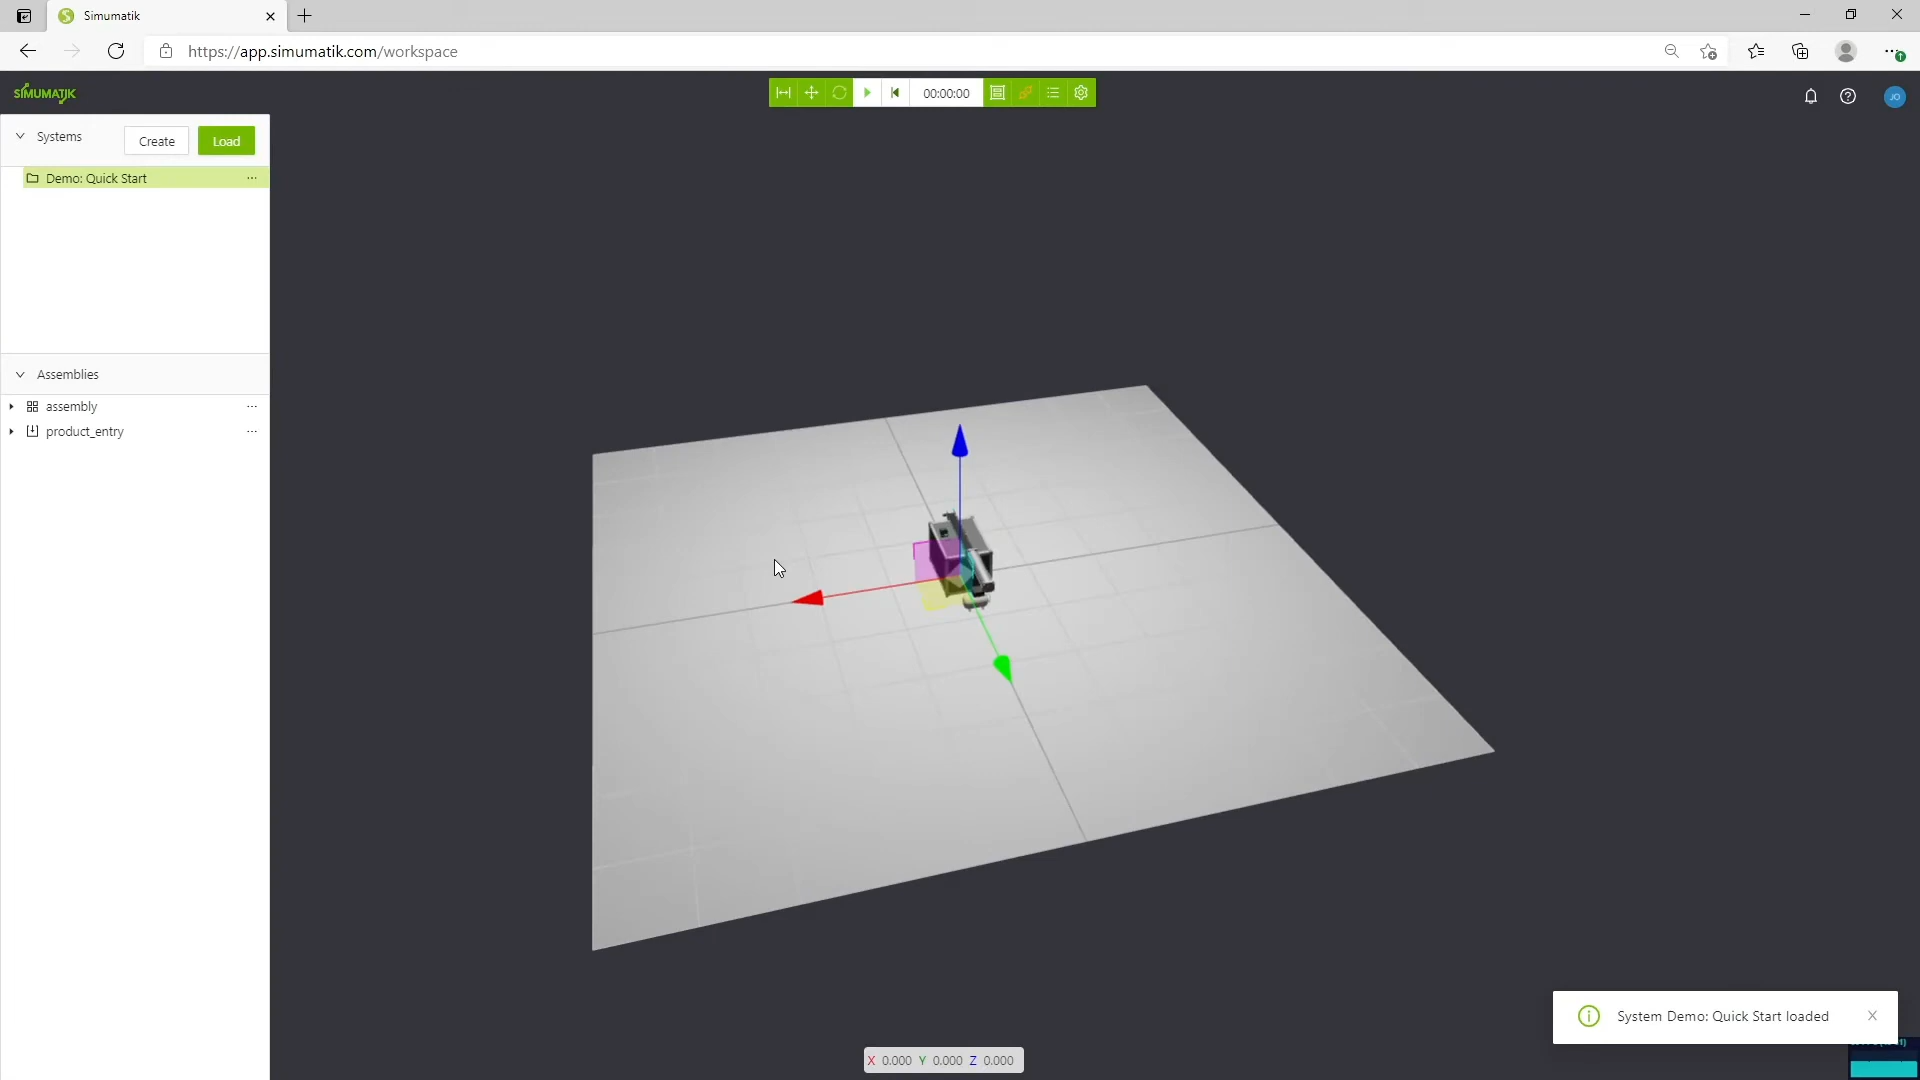 Simumatik
https://app.simumatik.com/workspace
SIMUMATIK
00:00:00
JO
Systems
Create
Load
Demo: Quick Start
Assemblies
assembly
product_entry
System Demo: Quick Start loaded
X 0.000 Y 0.000 Z 0.000